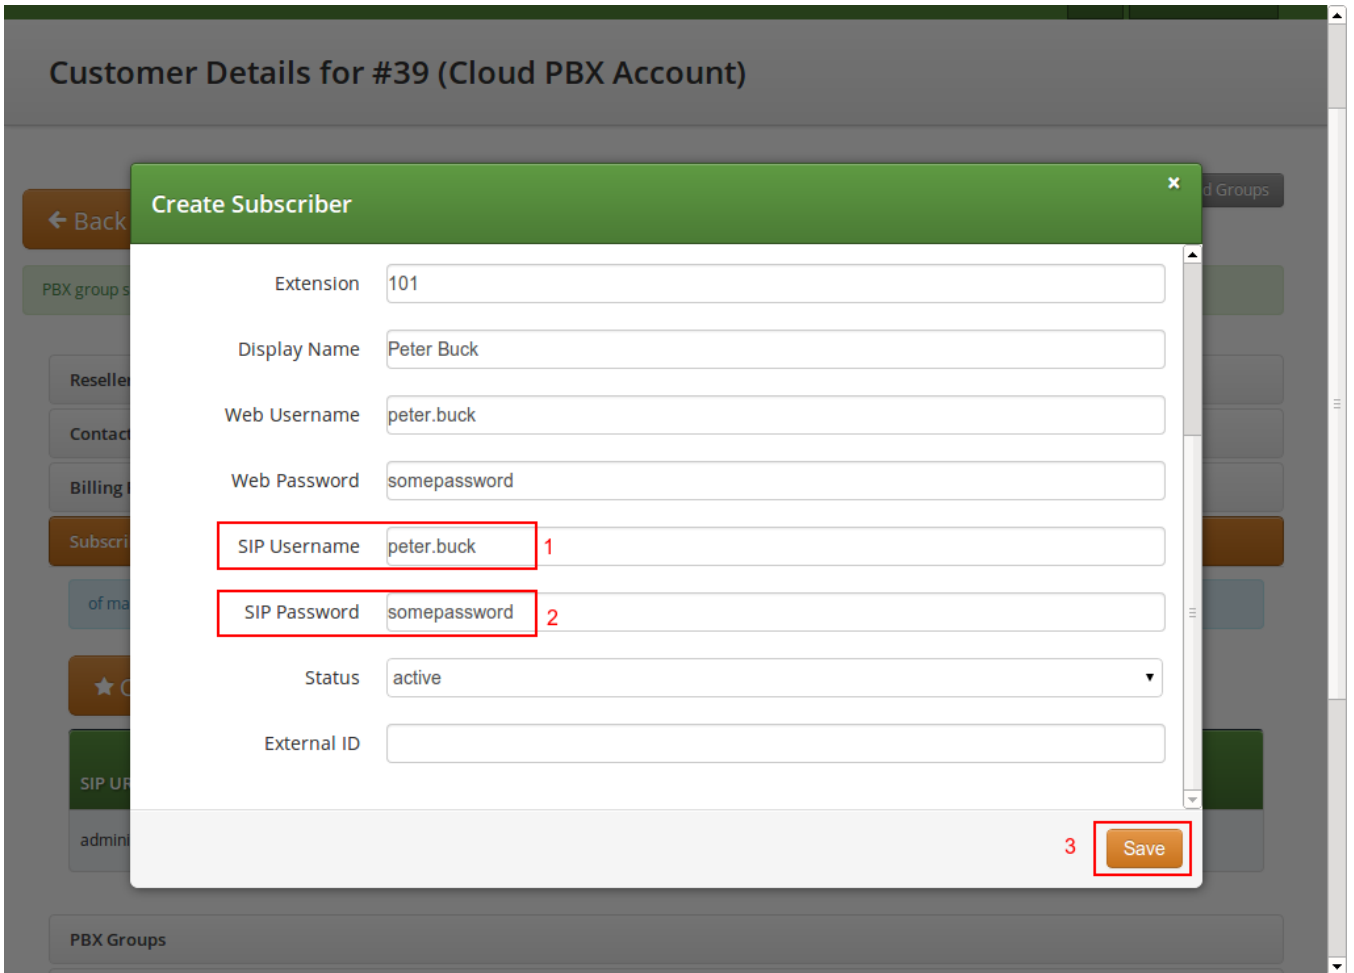 Customer Details for #39 (Cloud PBX Account)
d Groups
Back
Create Subscriber
×
PBX group s
Extension 101
Display Name Peter Buck
Reseller
Web Username peter.buck
Contact
Web Password somepassword
Billing
SIP Username peter.buck 1
Subscri
SIP Password somepassword 2
of ma
Status active
External ID
SIP UR
admini
3 Save
PBX Groups